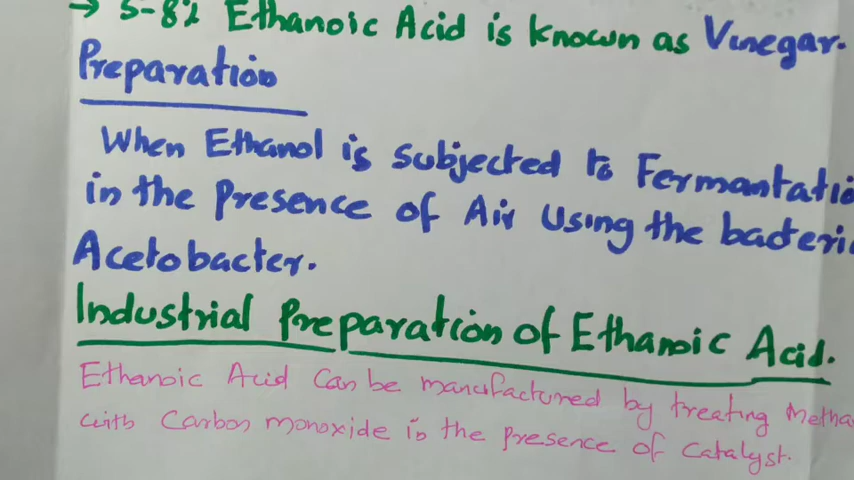 → 5-8% Ethanoic Acid is known as Vinegar.
Preparation
When Ethanol is subjected to Fermantatio
in the Presence of Air Using the bacteri
Acetobacter.
Industrial Preparation of Ethanoic Acid.
Ethanoic Acid Can be manufactured by treating Metha
with Carbon monoxide in the presence of Catalyst.